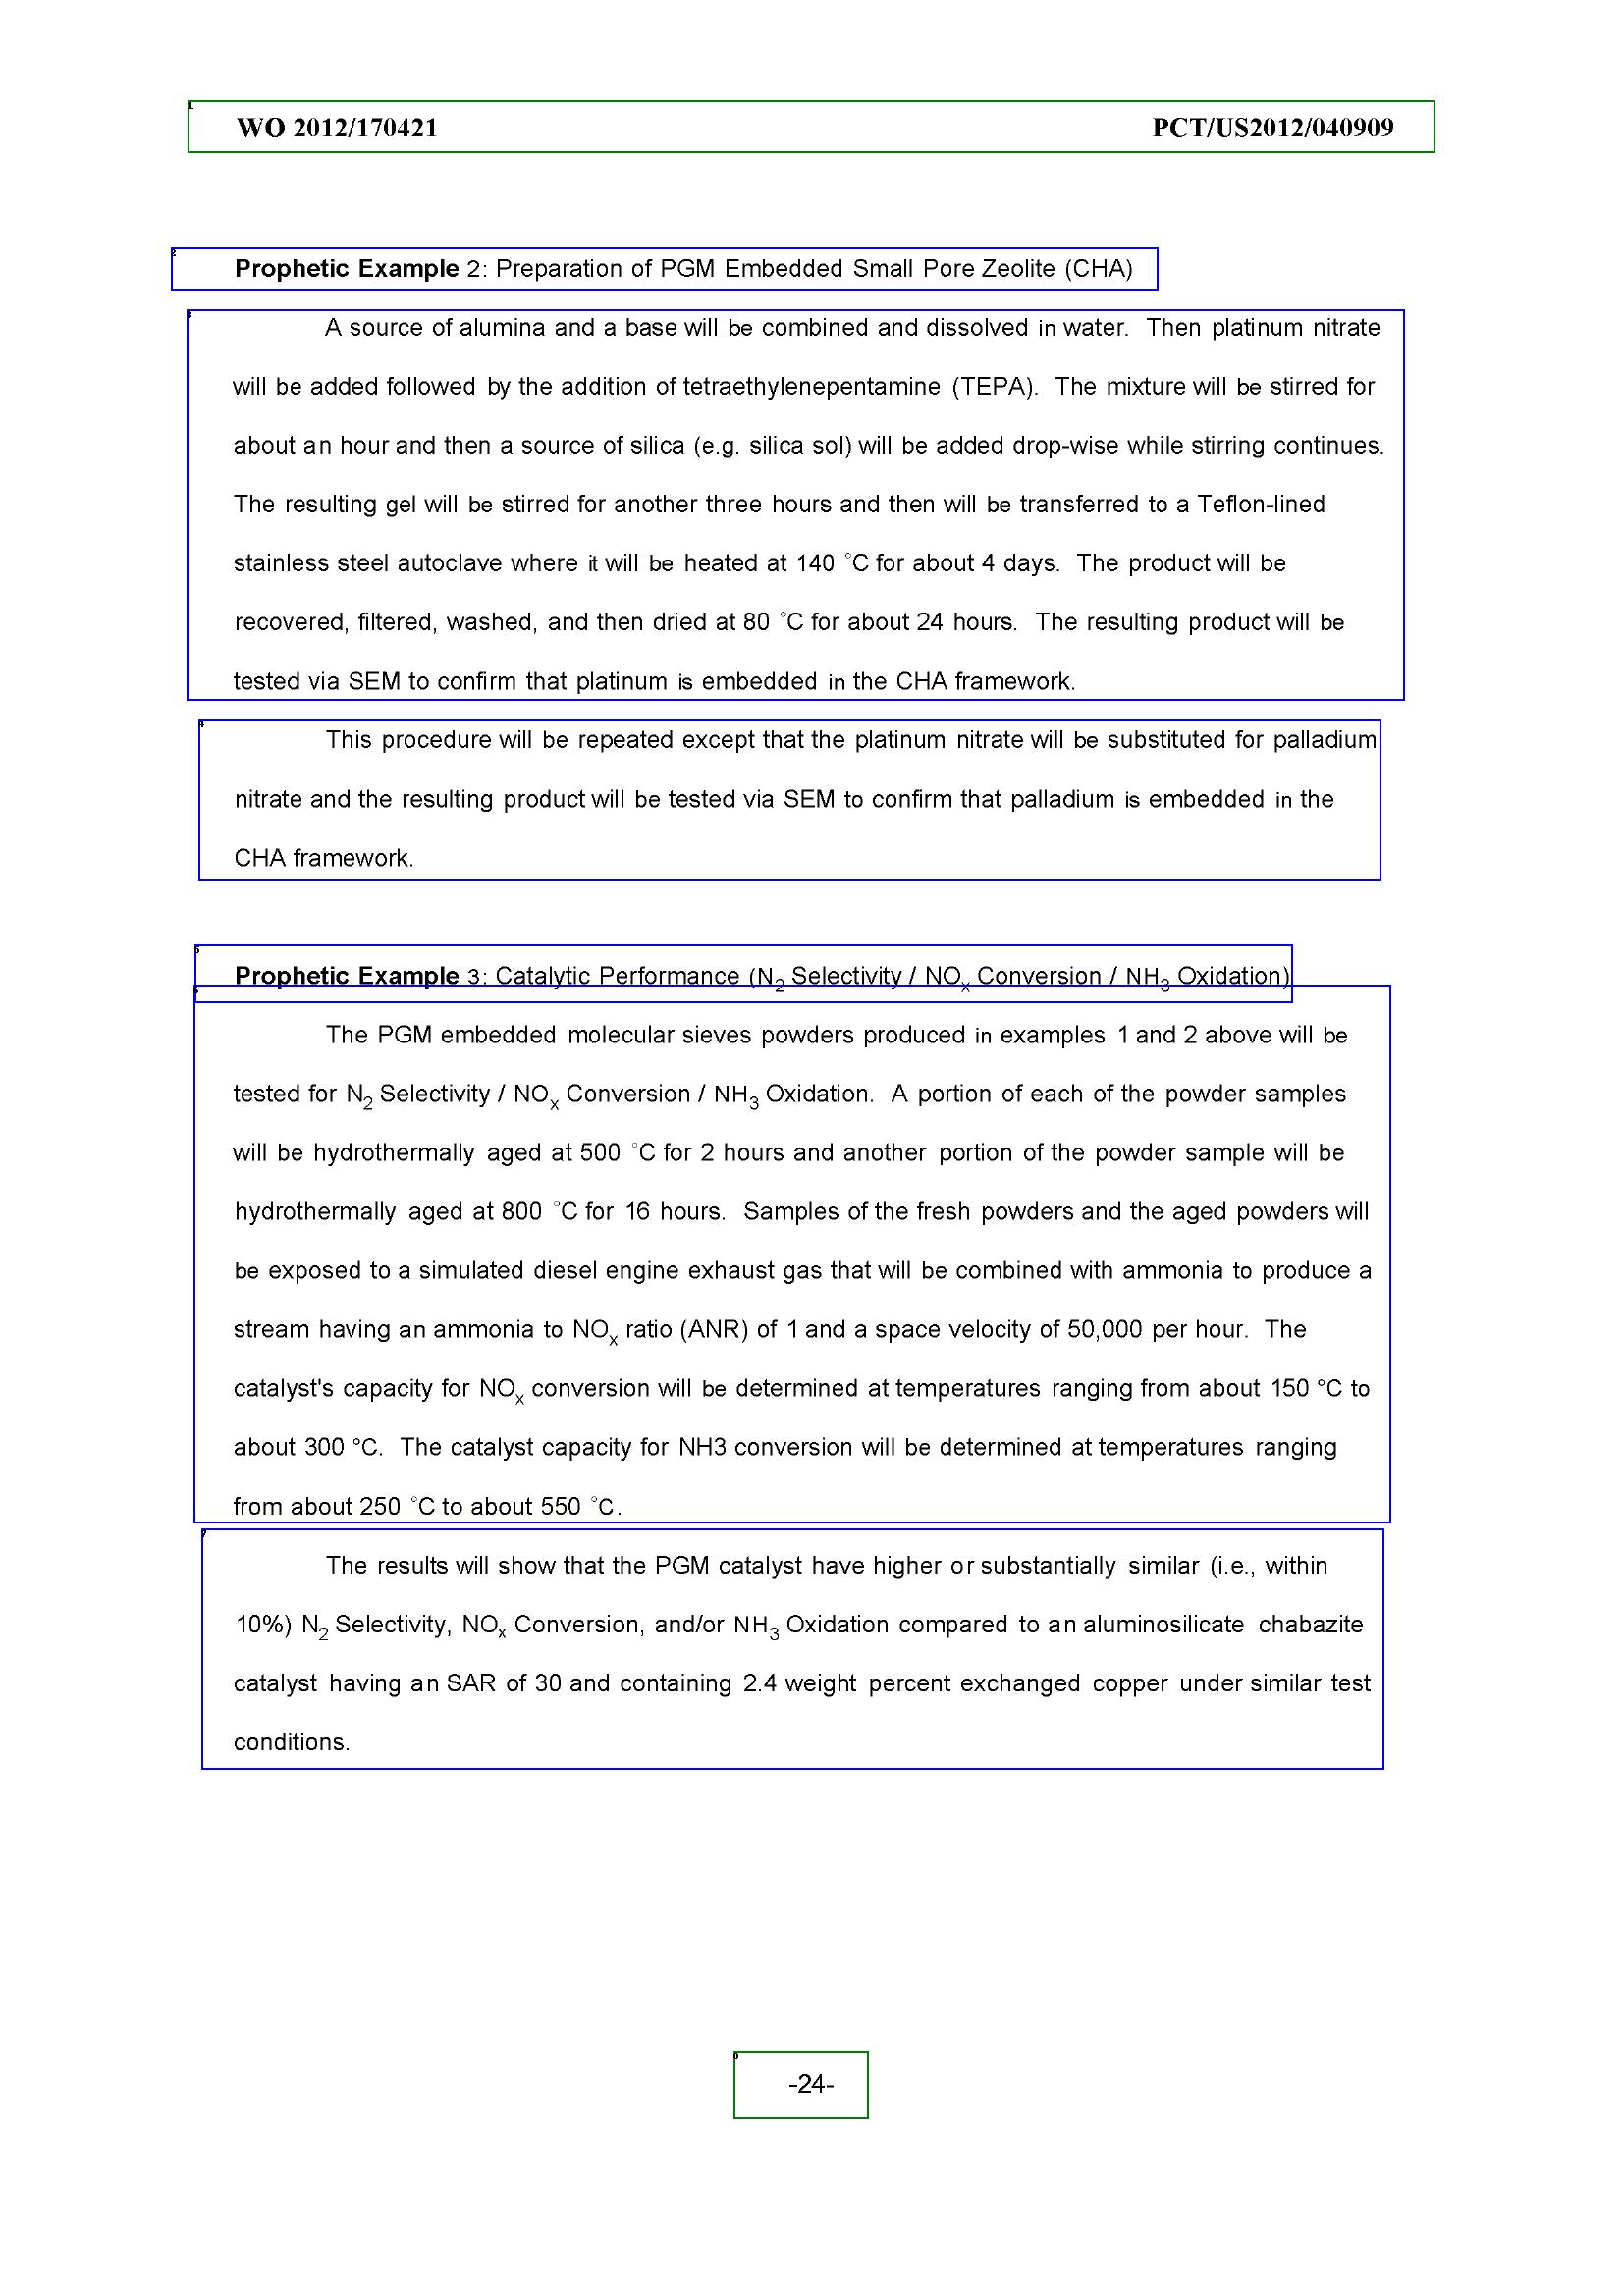 WO 2012/170421 PCT/US2012/040909
Prophetic Example 2: Preparation of PGM Embedded Small Pore Zeolite (CHA)
A source of alumina and a base will be combined and dissolved in water. Then platinum nitrate
will be added followed by the addition of tetraethylenepentamine (TEPA). The mixture will be stirred for
about an hour and then a source of silica (e.g. silica sol) will be added drop-wise while stirring continues.
The resulting gel will be stirred for another three hours and then will be transferred to a Teflon-lined
stainless steel autoclave where it will be heated at 140 °C for about 4 days. The product will be
recovered, filtered, washed, and then dried at 80 °C for about 24 hours. The resulting product will be
tested via SEM to confirm that platinum is embedded in the CHA framework.
This procedure will be repeated except that the platinum nitrate will be substituted for palladium
nitrate and the resulting product will be tested via SEM to confirm that palladium is embedded in the
CHA framework.
Prophetic Example 3: Catalytic Performance (N₂ Selectivity / NOₓ Conversion / NH₃ Oxidation)
The PGM embedded molecular sieves powders produced in examples 1 and 2 above will be
tested for N₂ Selectivity / NOₓ Conversion / NH₃ Oxidation. A portion of each of the powder samples
will be hydrothermally aged at 500 °C for 2 hours and another portion of the powder sample will be
hydrothermally aged at 800 °C for 16 hours. Samples of the fresh powders and the aged powders will
be exposed to a simulated diesel engine exhaust gas that will be combined with ammonia to produce a
stream having an ammonia to NOₓ ratio (ANR) of 1 and a space velocity of 50,000 per hour. The
catalyst's capacity for NOₓ conversion will be determined at temperatures ranging from about 150 °C to
about 300 °C. The catalyst capacity for NH3 conversion will be determined at temperatures ranging
from about 250 °C to about 550 °C.
The results will show that the PGM catalyst have higher or substantially similar (i.e., within
10%) N₂ Selectivity, NOₓ Conversion, and/or NH₃ Oxidation compared to an aluminosilicate chabazite
catalyst having an SAR of 30 and containing 2.4 weight percent exchanged copper under similar test
conditions.
-24-